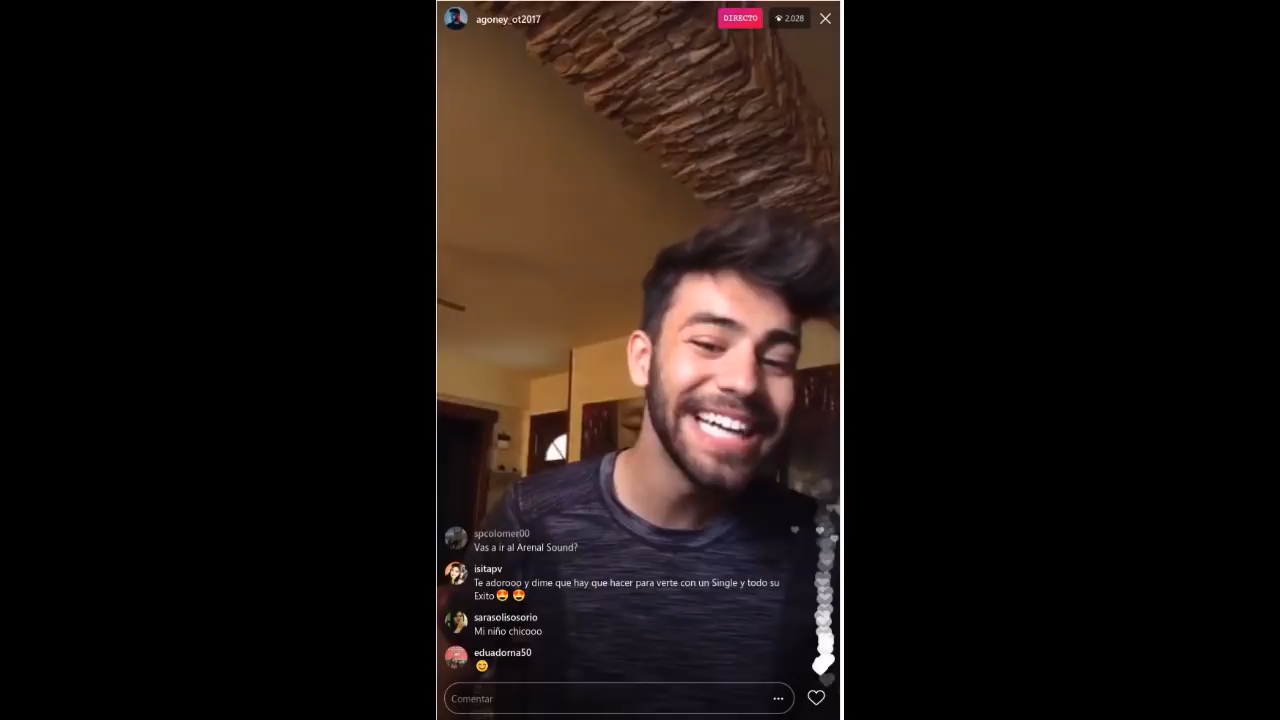 agoney_ot2017
DIRECTO
2.028
spcolomer00
Vas a ir al Arenal Sound?
isitapv
Te adorooo y dime que hay que hacer para verte con un Single y todo su
Exito 🤩 🤩
sarasolisosorio
Mi niño chicooo
eduadorna50
😊
Comentar